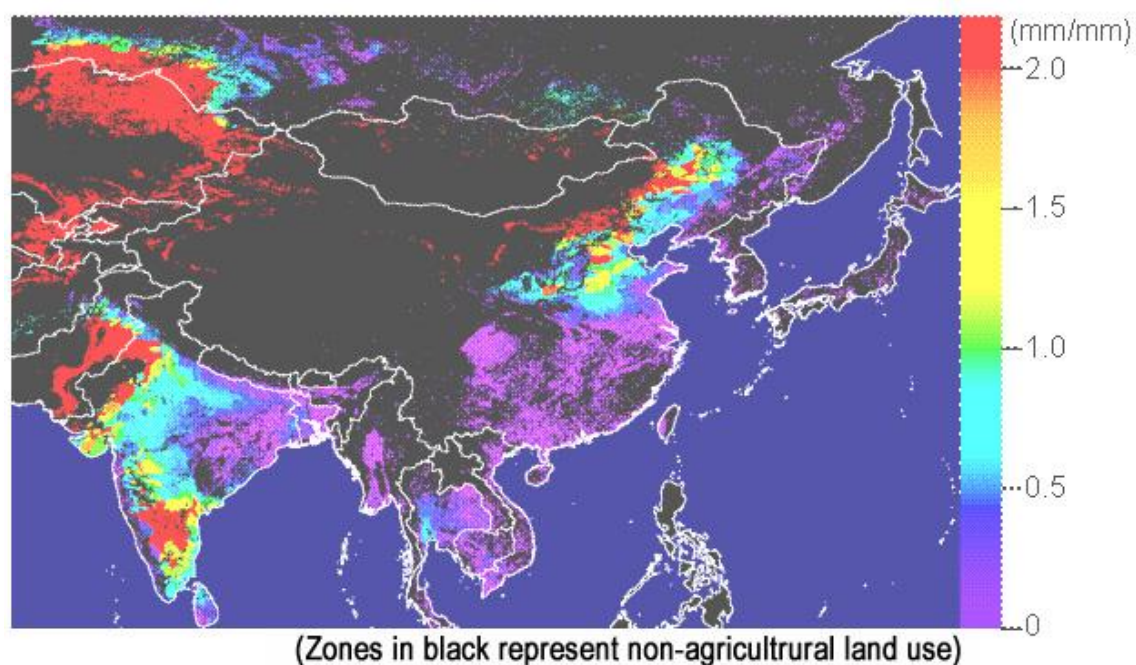 (mm/mm)
2.0
1.5
1.0
0.5
0
(Zones in black represent non-agricultrural land use)